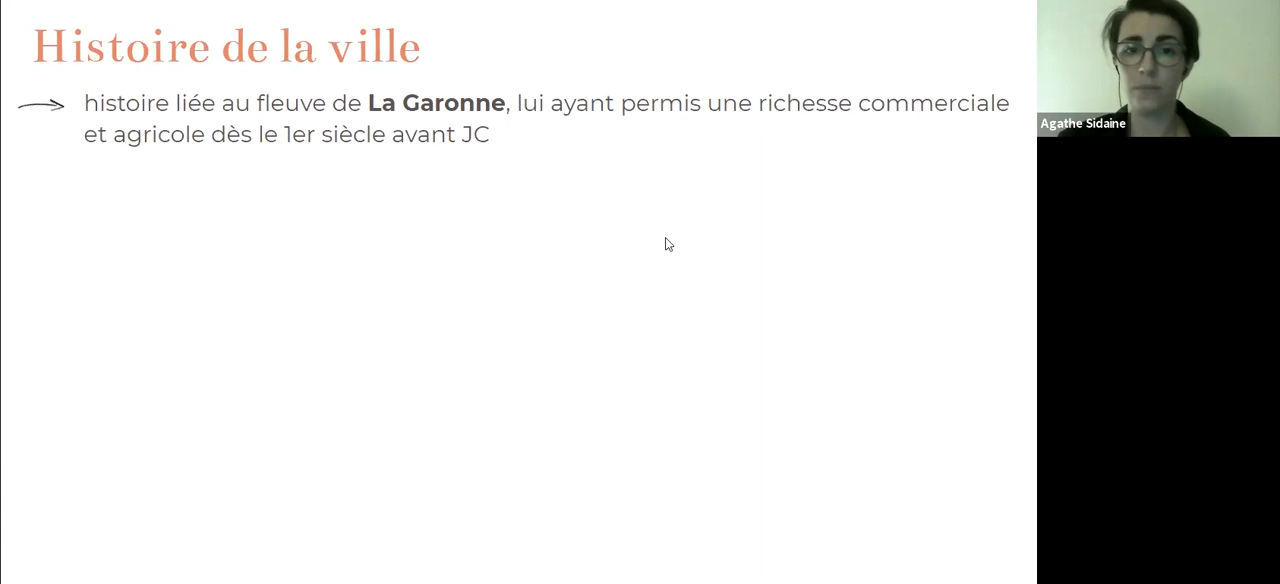 Histoire de la ville
histoire liée au fleuve de La Garonne, lui ayant permis une richesse commerciale
et agricole dès le 1er siècle avant JC
Agathe Sidaine